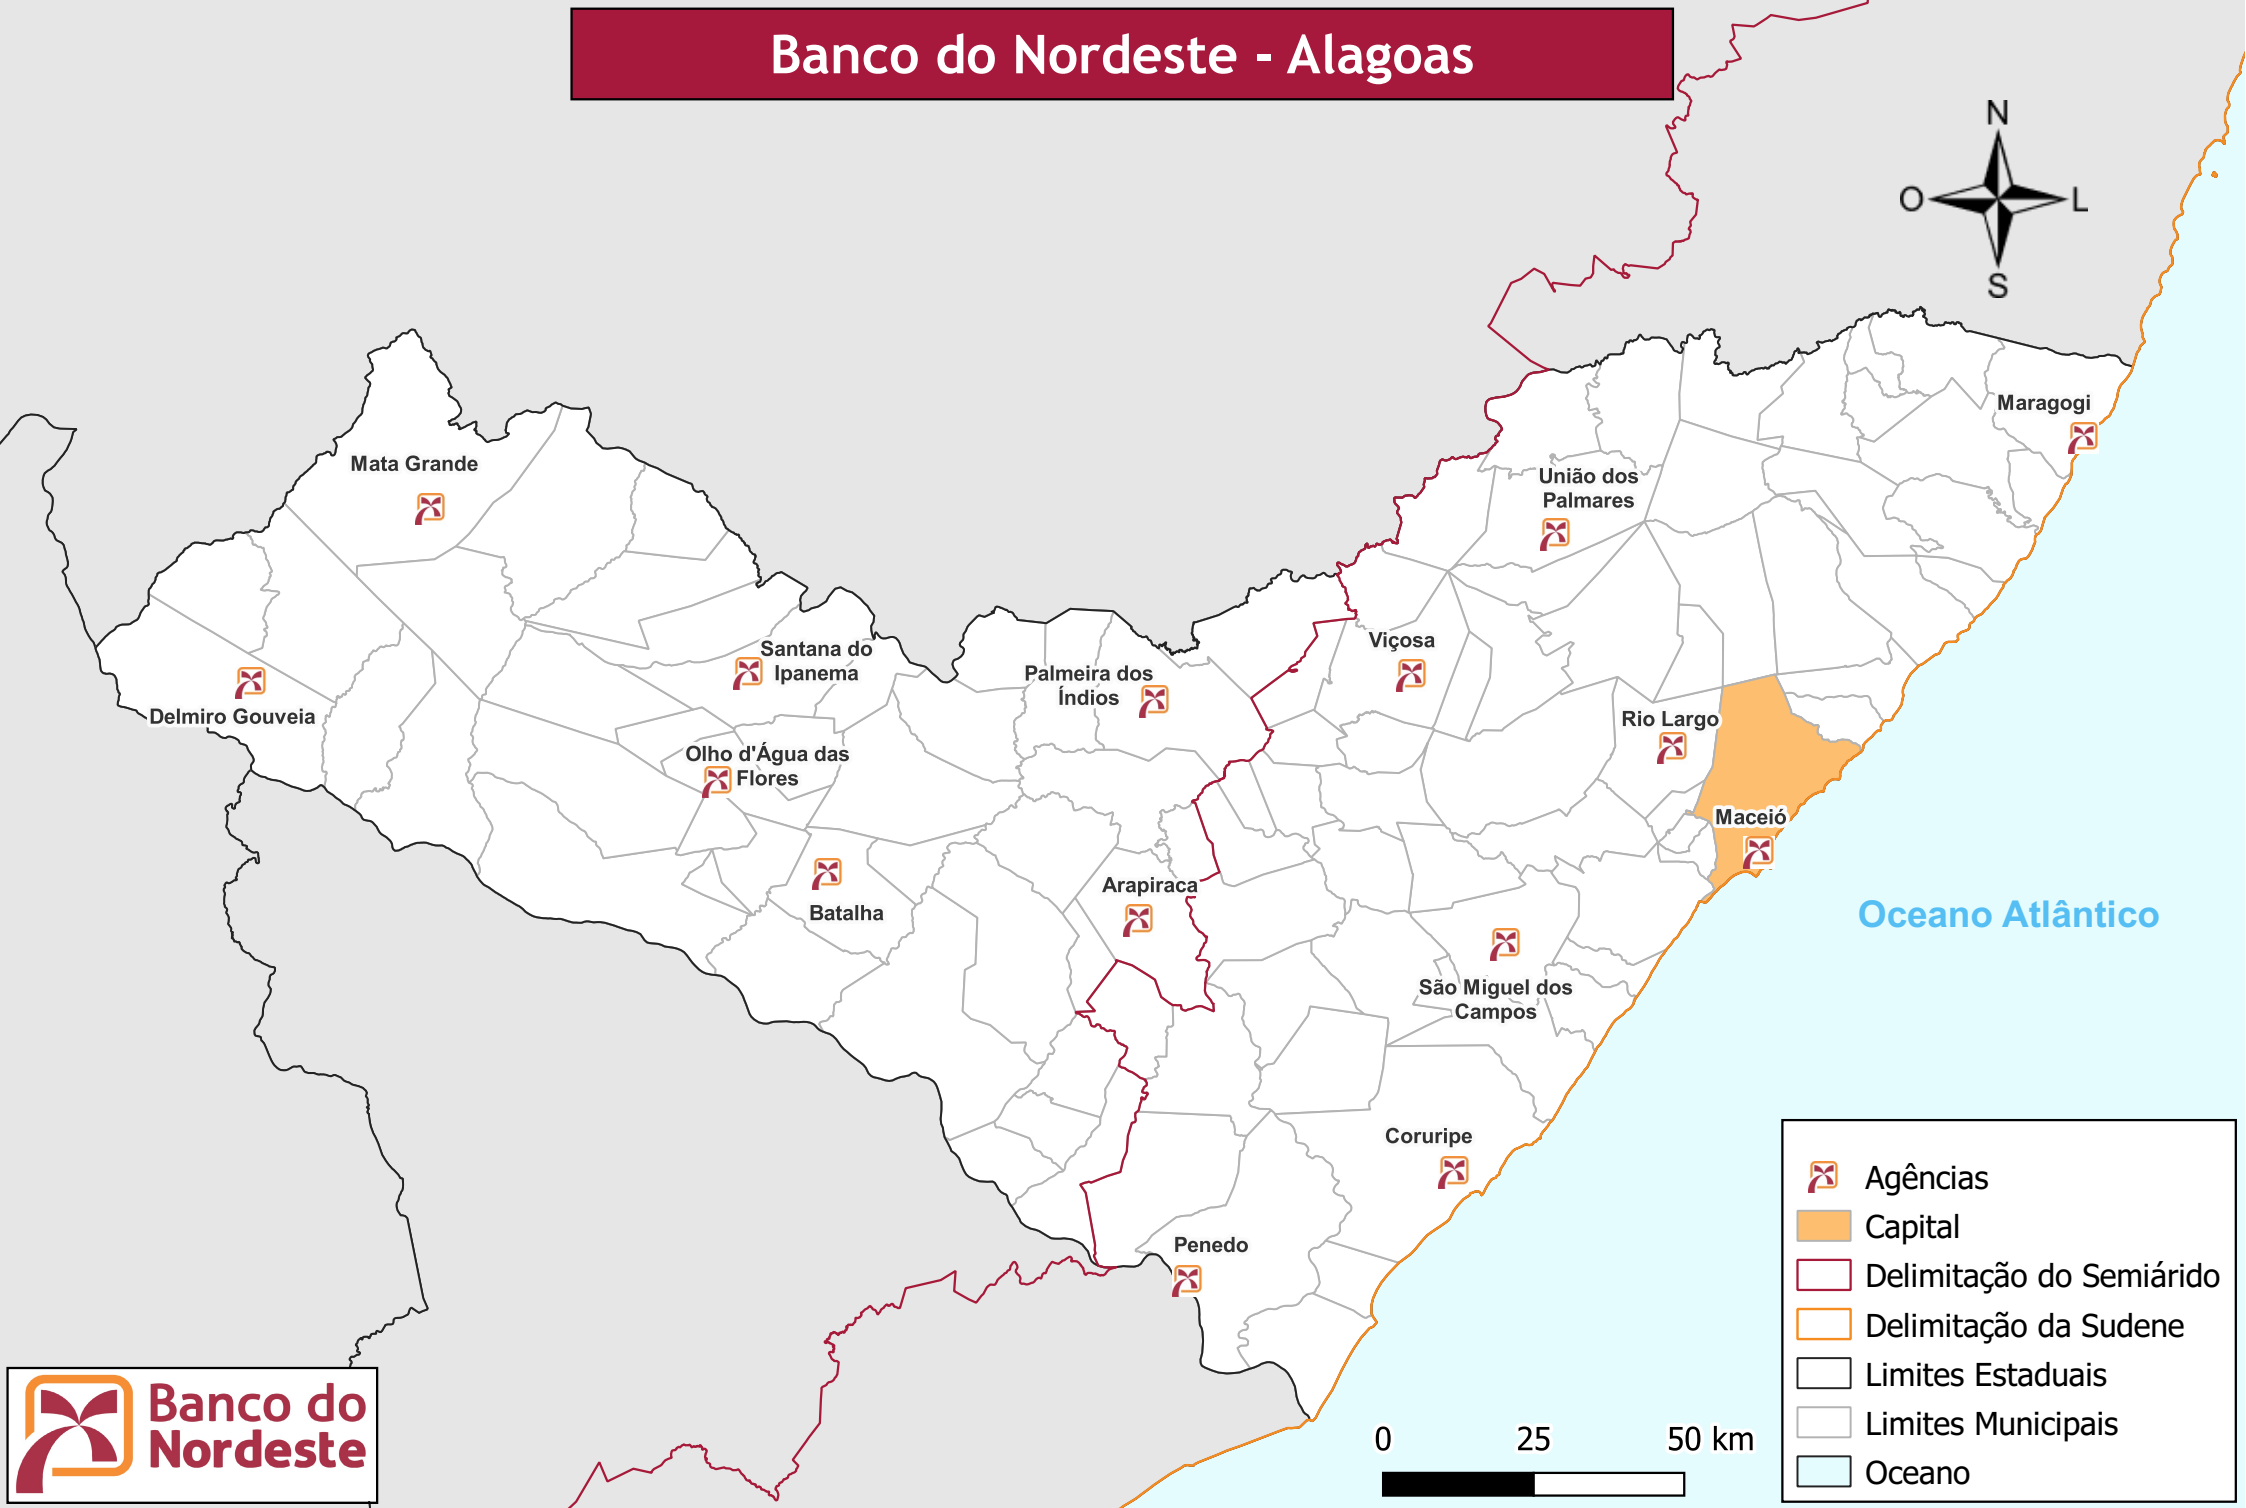 Banco do Nordeste - Alagoas
N
O
L
S
Maragogi
Mata Grande
União dos
Palmares
Viçosa
Santana do
Ipanema
Palmeira dos
Índios
Delmiro Gouveia
Rio Largo
Olho d'Água das
Flores
Maceió
Arapiraca
Batalha
Oceano Atlântico
São Miguel dos
Campos
Coruripe
Penedo
Agências
Capital
Delimitação do Semiárido
Delimitação da Sudene
Limites Estaduais
Limites Municipais
Oceano
Banco do
Nordeste
0 25 50 km